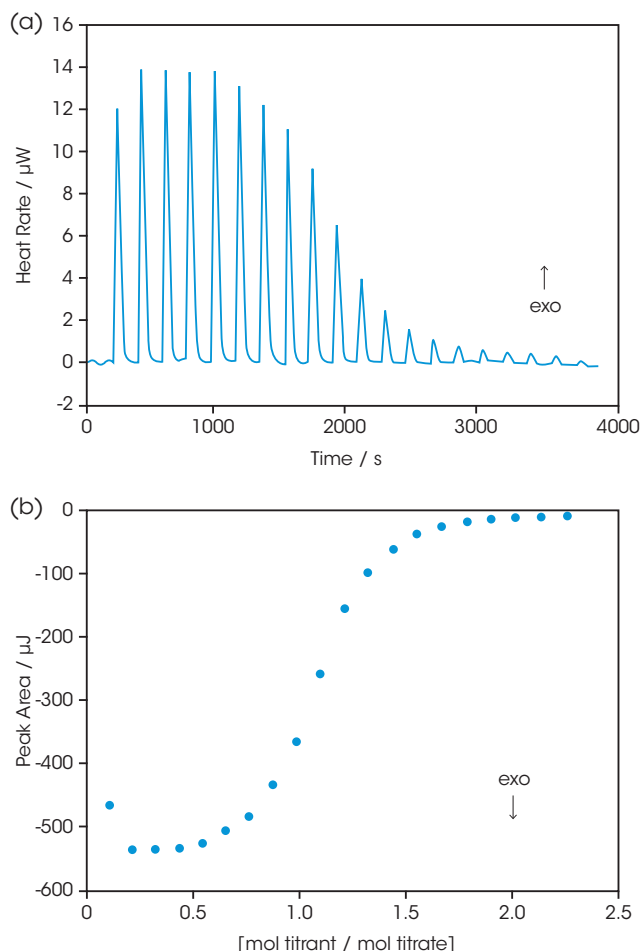 (a)
16
14
12
10
8
6
4
2
0
-2
Heat Rate / µW
exo
0 1000 2000 3000 4000
Time / s
(b)
0
-100
-200
-300
-400
-500
-600
Peak Area / µJ
exo
0 0.5 1.0 1.5 2.0 2.5
[mol titrant / mol titrate]